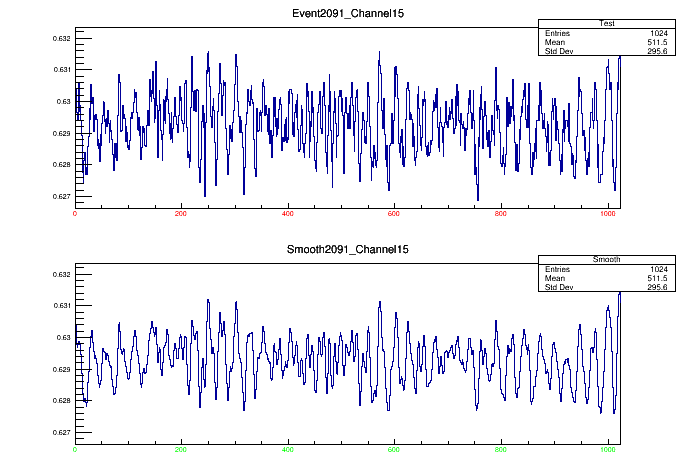 Event2091_Channel15
Test
Entries 1024
Mean 511.5
Std Dev 295.6
0.632
0.631
0.63
0.629
0.628
0.627
0 200 400 600 800 1000
Smooth2091_Channel15
Smooth
Entries 1024
Mean 511.5
Std Dev 295.6
0.632
0.631
0.63
0.629
0.628
0.627
0 200 400 600 800 1000